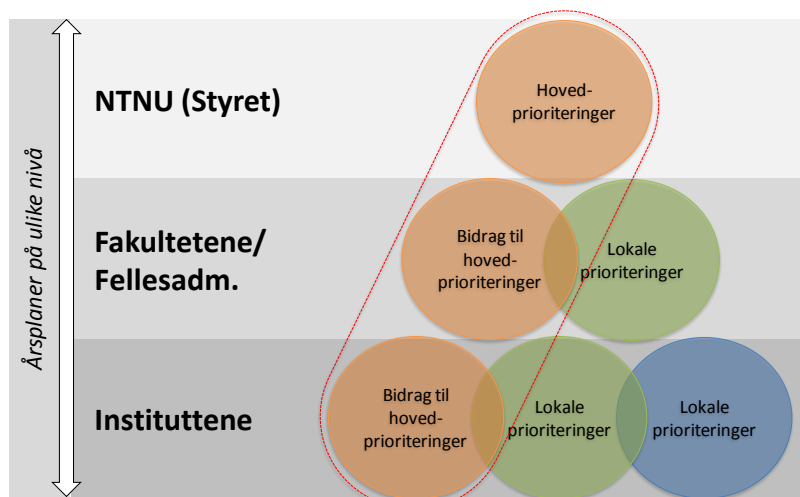 Årsplaner på ulike nivå
NTNU (Styret)
Hoved-
prioriteringer
Fakultetene/
Fellesadm.
Bidrag til
hoved-
prioriteringer
Lokale
prioriteringer
Instituttene
Bidrag til
hoved-
prioriteringer
Lokale
prioriteringer
Lokale
prioriteringer